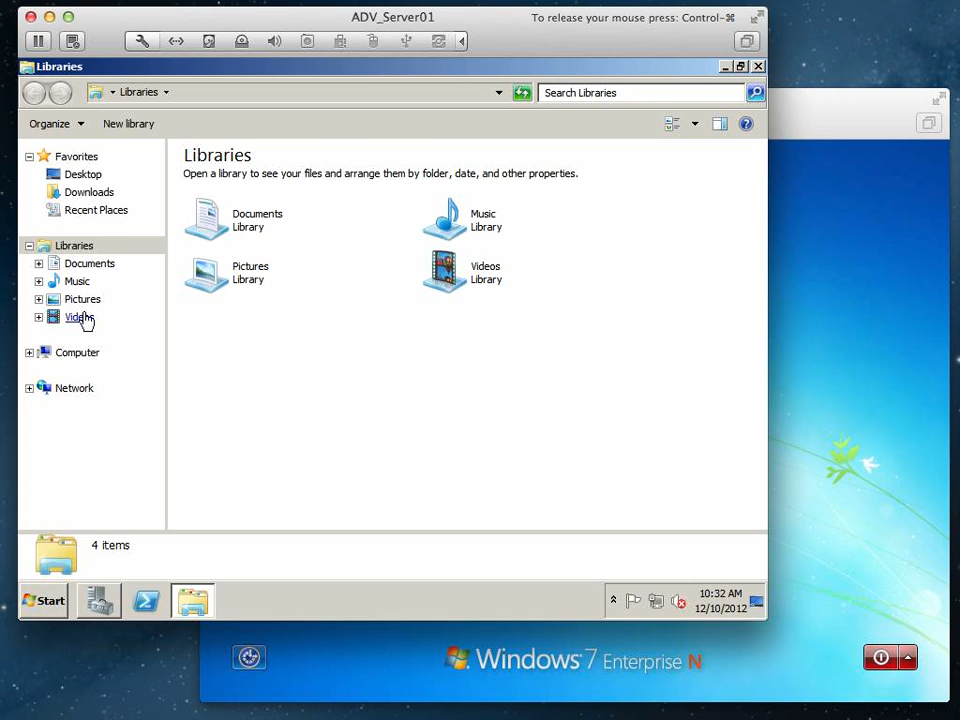 ADV_Server01
To release your mouse press: Control-⌘
Libraries
Libraries
Search Libraries
Organize
New library
Favorites
Desktop
Downloads
Recent Places
Libraries
Documents
Music
Pictures
Computer
Network
Libraries
Open a library to see your files and arrange them by folder, date, and other properties.
Documents
Library
Music
Library
Pictures
Library
Videos
Library
4 items
Start
10:32 AM
12/10/2012
Windows 7 Enterprise N